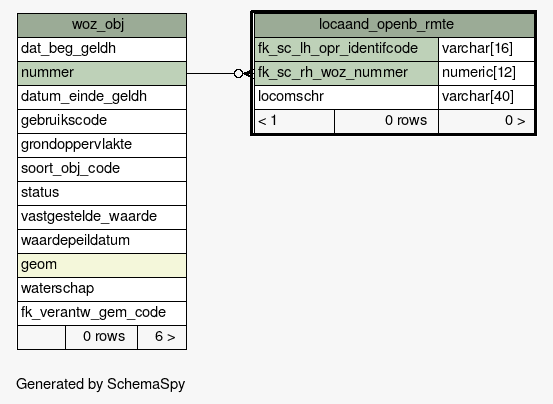 woz_obj
dat_beg_geldh
nummer
datum_einde_geldh
gebruikscode
grondoppervlakte
soort_obj_code
status
vastgestelde_waarde
waardepeildatum
geom
waterschap
fk_verantw_gem_code
0 rows 6 >
locaand_openb_rmte
fk_sc_lh_opr_identifcode varchar[16]
fk_sc_rh_woz_nummer numeric[12]
locomschr varchar[40]
< 1 0 rows 0 >
Generated by SchemaSpy